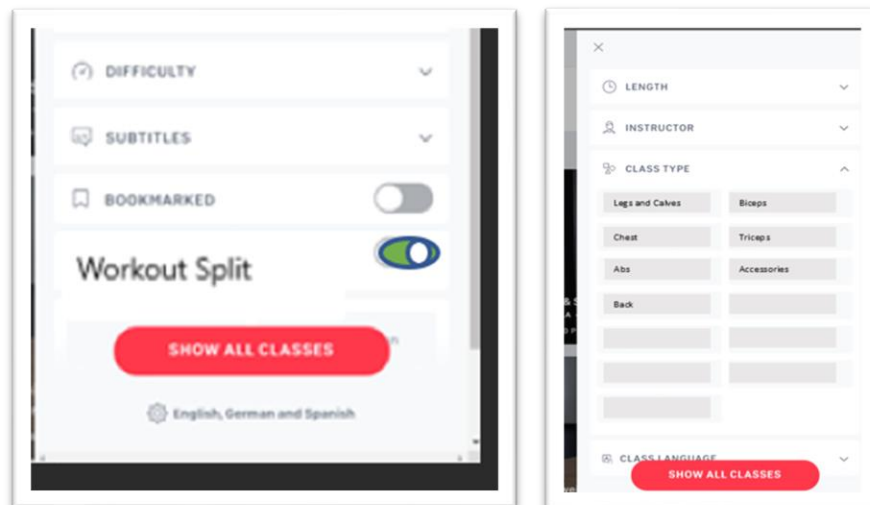 DIFFICULTY
SUBTITLES
BOOKMARKED
Workout Split
SHOW ALL CLASSES
English, German and Spanish
LENGTH
INSTRUCTOR
CLASS TYPE
Legs and Calves Biceps
Chest Triceps
Abs Accessories
Back
CLASS LANGUAGE
SHOW ALL CLASSES